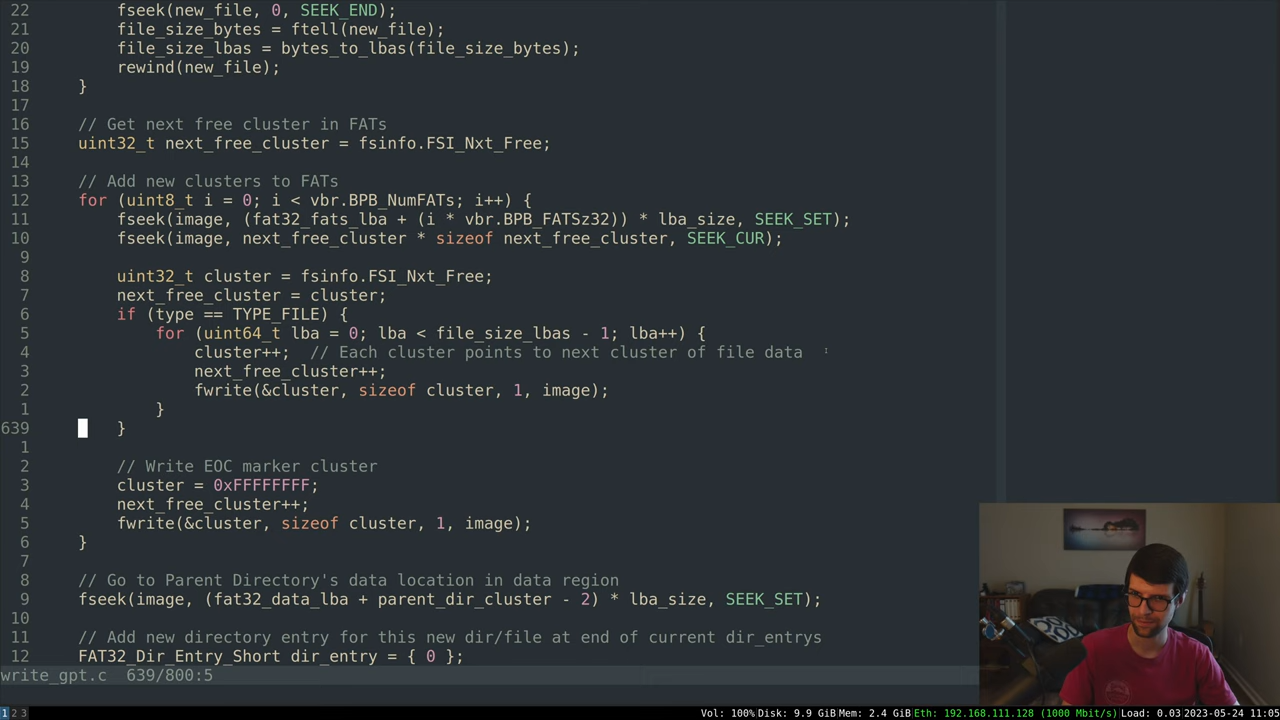 22         fseek(new_file, 0, SEEK_END);
21         file_size_bytes = ftell(new_file);
20         file_size_lbas = bytes_to_lbas(file_size_bytes);
19         rewind(new_file);
18     }
17
16     // Get next free cluster in FATs
15     uint32_t next_free_cluster = fsinfo.FSI_Nxt_Free;
14
13     // Add new clusters to FATs
12     for (uint8_t i = 0; i < vbr.BPB_NumFATs; i++) {
11         fseek(image, (fat32_fats_lba + (i * vbr.BPB_FATSz32)) * lba_size, SEEK_SET);
10         fseek(image, next_free_cluster * sizeof next_free_cluster, SEEK_CUR);
9
8         uint32_t cluster = fsinfo.FSI_Nxt_Free;
7         next_free_cluster = cluster;
6         if (type == TYPE_FILE) {
5             for (uint64_t lba = 0; lba < file_size_lbas - 1; lba++) {
4                 cluster++;  // Each cluster points to next cluster of file data
3                 next_free_cluster++;
2                 fwrite(&cluster, sizeof cluster, 1, image);
1             }
639         }
1
2         // Write EOC marker cluster
3         cluster = 0xFFFFFFFF;
4         next_free_cluster++;
5         fwrite(&cluster, sizeof cluster, 1, image);
6     }
7
8     // Go to Parent Directory's data location in data region
9     fseek(image, (fat32_data_lba + parent_dir_cluster - 2) * lba_size, SEEK_SET);
10
11     // Add new directory entry for this new dir/file at end of current dir_entrys
12     FAT32_Dir_Entry_Short dir_entry = { 0 };
write_gpt.c  639/800:5
1 2 3 Vol: 100% Disk: 9.9 GiB Mem: 2.4 GiB Eth: 192.168.111.128 (1000 Mbit/s) Load: 0.03 2023-05-24 11:05